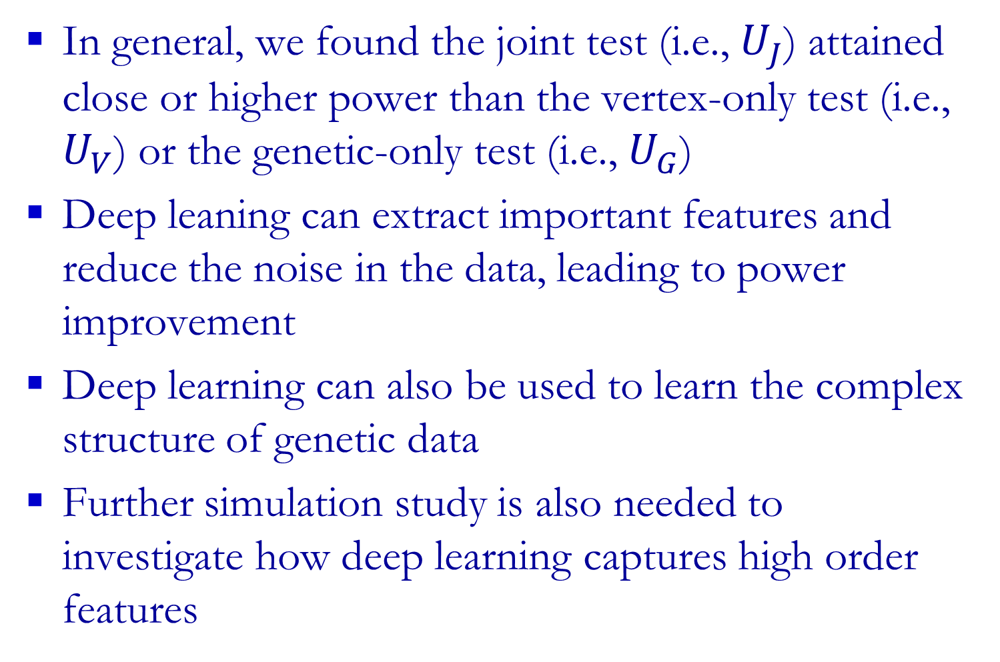 ▪ In general, we found the joint test (i.e., U_J) attained
close or higher power than the vertex-only test (i.e.,
U_V) or the genetic-only test (i.e., U_G)
▪ Deep leaning can extract important features and
reduce the noise in the data, leading to power
improvement
▪ Deep learning can also be used to learn the complex
structure of genetic data
▪ Further simulation study is also needed to
investigate how deep learning captures high order
features